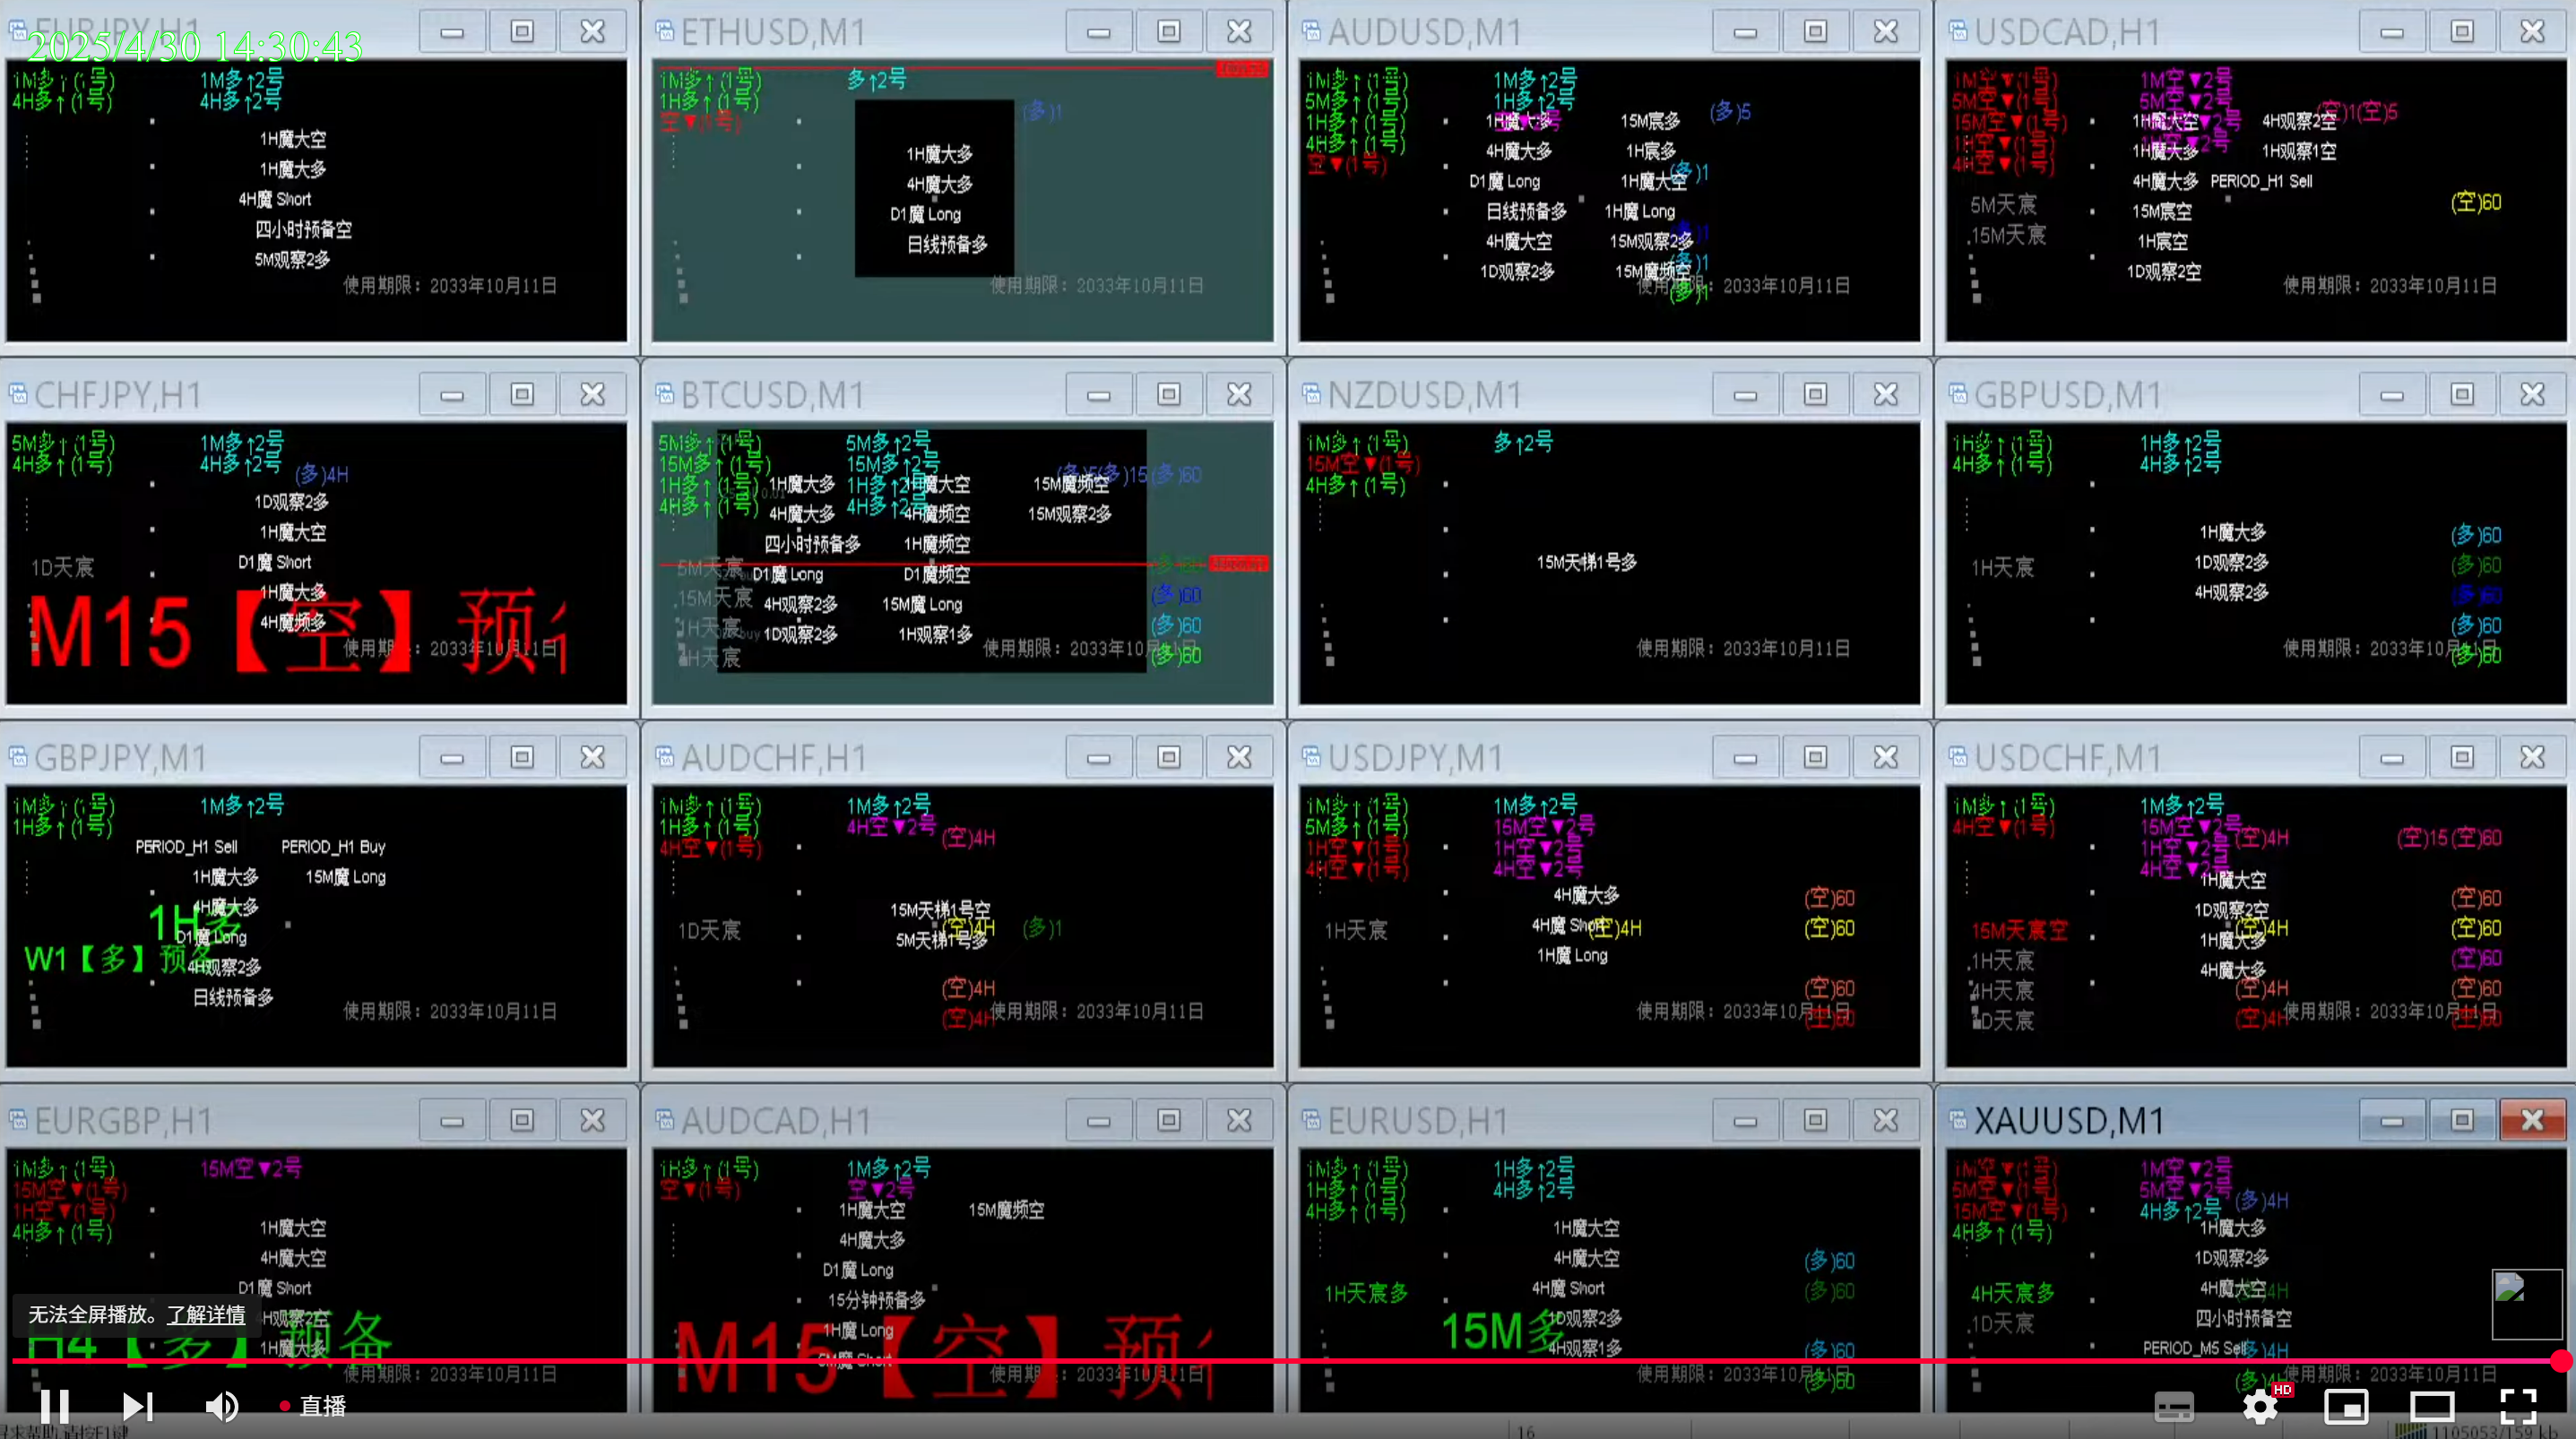 EURJPY,H1
2025/4/30 14:30:43
1M多↑(1号)
4H多↑(1号)
1M多↑2号
4H多↑2号
1H魔大空
1H魔大多
4H魔 Short
四小时预备空
5M观察2多
使用期限：2033年10月11日
ETHUSD,M1
1M多↑(1号)
1H多↑(1号)
空▼(1号)
多↑2号
(多)1
1H魔大多
4H魔大多
D1魔 Long
日线预备多
使用期限：2033年10月11日
AUDUSD,M1
1M多↑(1号)
5M多↑(1号)
1H多↑(1号)
4H多↑(1号)
空▼(1号)
1M多↑2号
1H多↑2号
1H魔大多
4H魔大多
D1魔 Long
日线预备多
4H魔大空
1D观察2多
15M宸多
1H宸多
1H魔大空
1H魔 Long
15M观察2多
15M魔频空
(多)5
(多)1
(多)1
(多)1
(多)1
使用期限：2033年10月11日
USDCAD,H1
1M空▼(1号)
5M空▼(1号)
15M空▼(1号)
1H空▼(1号)
4H空▼(1号)
1M空▼2号
5M空▼2号
1H魔大空
1H魔大多
4H魔大多
15M宸空
1H宸空
1D观察2空
4H观察2空
1H观察1空
PERIOD_H1 Sell
(空)1(空)5
(空)60
5M天宸
15M天宸
使用期限：2033年10月11日
CHFJPY,H1
5M多↑(1号)
4H多↑(1号)
1M多↑2号
4H多↑2号
(多)4H
1D观察2多
1H魔大空
D1魔 Short
1H魔大多
4H魔频多
1D天宸
M15【空】预
使用期限：2033年10月11日
BTCUSD,M1
5M多↑(1号)
15M多↑(1号)
1H多↑(1号)
4H多↑(1号)
5M多↑2号
15M多↑2号
1H多↑2号
4H多↑2号
1H魔大多
4H魔大多
四小时预备多
D1魔 Long
4H观察2多
1D观察2多
1H魔大空
4H魔频空
1H魔频空
D1魔频空
15M魔 Long
1H观察1多
15M魔频空
15M观察2多
(多)5(多)15(多)60
(多)60
(多)60
(多)60
5M天宸
15M天宸
1H天宸
4H天宸
使用期限：2033年10月11日
NZDUSD,M1
1M多↑(1号)
15M空▼(1号)
4H多↑(1号)
多↑2号
15M天梯1号多
使用期限：2033年10月11日
GBPUSD,M1
1H多↑(1号)
4H多↑(1号)
1H多↑2号
4H多↑2号
1H魔大多
1D观察2多
4H观察2多
1H天宸
(多)60
(多)60
(多)60
(多)60
(多)60
使用期限：2033年10月11日
GBPJPY,M1
1M多↑(1号)
1H多↑(1号)
1M多↑2号
PERIOD_H1 Sell
PERIOD_H1 Buy
1H魔大多
15M魔 Long
4H魔大多
D1魔 Long
4H观察2多
日线预备多
1H多
W1【多】预备
使用期限：2033年10月11日
AUDCHF,H1
1M多↑(1号)
1H多↑(1号)
4H空▼(1号)
1M多↑2号
4H空▼2号
(空)4H
15M天梯1号空
5M天梯1号多
(空)4H
(多)1
(空)4H
(空)4H
1D天宸
使用期限：2033年10月11日
USDJPY,M1
1M多↑(1号)
5M多↑(1号)
1H空▼(1号)
4H空▼(1号)
1M多↑2号
15M空▼2号
1H空▼2号
4H空▼2号
4H魔大多
4H魔 Short
1H魔 Long
(空)4H
(空)60
(空)60
(空)60
(空)60
1H天宸
使用期限：2033年10月11日
USDCHF,M1
1M多↑(1号)
4H空▼(1号)
1M多↑2号
15M空▼2号
1H空▼2号
4H空▼2号
(空)4H
(空)15(空)60
1H魔大空
1D观察2空
1H魔大多
4H魔大多
(空)4H
(空)4H
(空)4H
(空)60
(空)60
(空)60
(空)60
(空)60
15M天宸空
1H天宸
4H天宸
1D天宸
使用期限：2033年10月11日
EURGBP,H1
1M多↑(1号)
15M空▼(1号)
1H空▼(1号)
4H多↑(1号)
15M空▼2号
1H魔大空
4H魔大空
D1魔 Short
4H观察2空
1H魔大多
H4【多】预备
使用期限：2033年10月11日
AUDCAD,H1
1H多↑(1号)
空▼(1号)
1M多↑2号
空▼2号
1H魔大空
15M魔频空
4H魔大多
D1魔 Long
15分钟预备多
1H魔 Long
M15【空】预
使用期限：2033年10月11日
EURUSD,H1
1M多↑(1号)
1H多↑(1号)
4H多↑(1号)
1H多↑2号
4H多↑2号
1H魔大空
4H魔大空
4H魔 Short
1D观察2多
4H观察1多
1H天宸多
15M多
(多)60
(多)60
(多)60
(多)60
使用期限：2033年10月11日
XAUUSD,M1
1M空▼(1号)
5M空▼(1号)
15M空▼(1号)
4H多↑(1号)
1M空▼2号
5M空▼2号
4H多↑2号
(多)4H
1H魔大多
1D观察2多
4H魔大空
四小时预备空
PERIOD_M5 Sell
(多)4H
1H天宸多
1D天宸
4H天宸多
使用期限：2033年10月11日
无法全屏播放。了解详情
直播
HD
16
1105053/159 kb